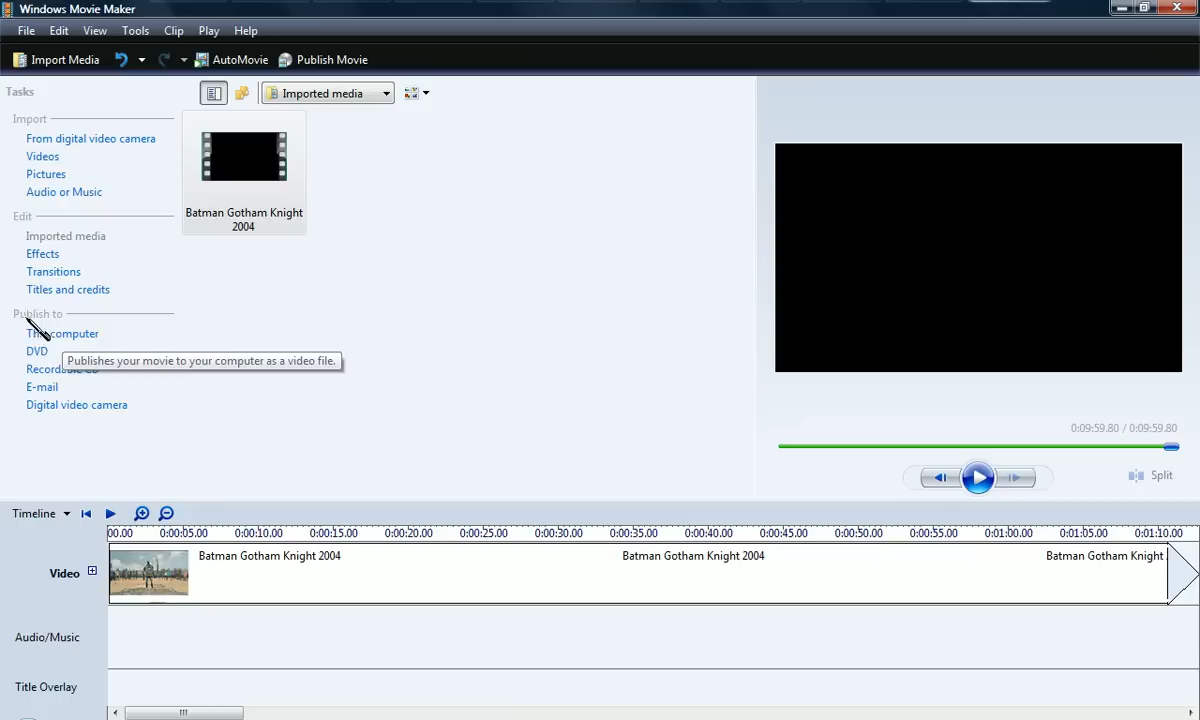 Windows Movie Maker
File Edit View Tools Clip Play Help
Import Media AutoMovie Publish Movie
Tasks
Imported media
Import
From digital video camera
Videos
Pictures
Audio or Music
Batman Gotham Knight
2004
Edit
Imported media
Effects
Transitions
Titles and credits
Publish to
computer
DVD
Publishes your movie to your computer as a video file.
Recordable CD
E-mail
Digital video camera
0:09:59.80 / 0:09:59.80
Split
Timeline
00.00 0:00:05.00 0:00:10.00 0:00:15.00 0:00:20.00 0:00:25.00 0:00:30.00 0:00:35.00 0:00:40.00 0:00:45.00 0:00:50.00 0:00:55.00 0:01:00.00 0:01:05.00 0:01:10.00
Video
Batman Gotham Knight 2004 Batman Gotham Knight 2004 Batman Gotham Knight
Audio/Music
Title Overlay